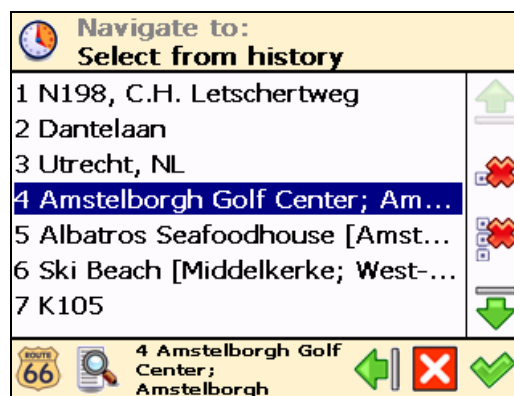 Navigate to:
Select from history
1 N198, C.H. Letschertweg
2 Dantelaan
3 Utrecht, NL
4 Amstelborgh Golf Center; Am...
5 Albatros Seafoodhouse [Amst...
6 Ski Beach [Middelkerke; West-...
7 K105
ROUTE
66
4 Amstelborgh Golf
Center;
Amstelborgh